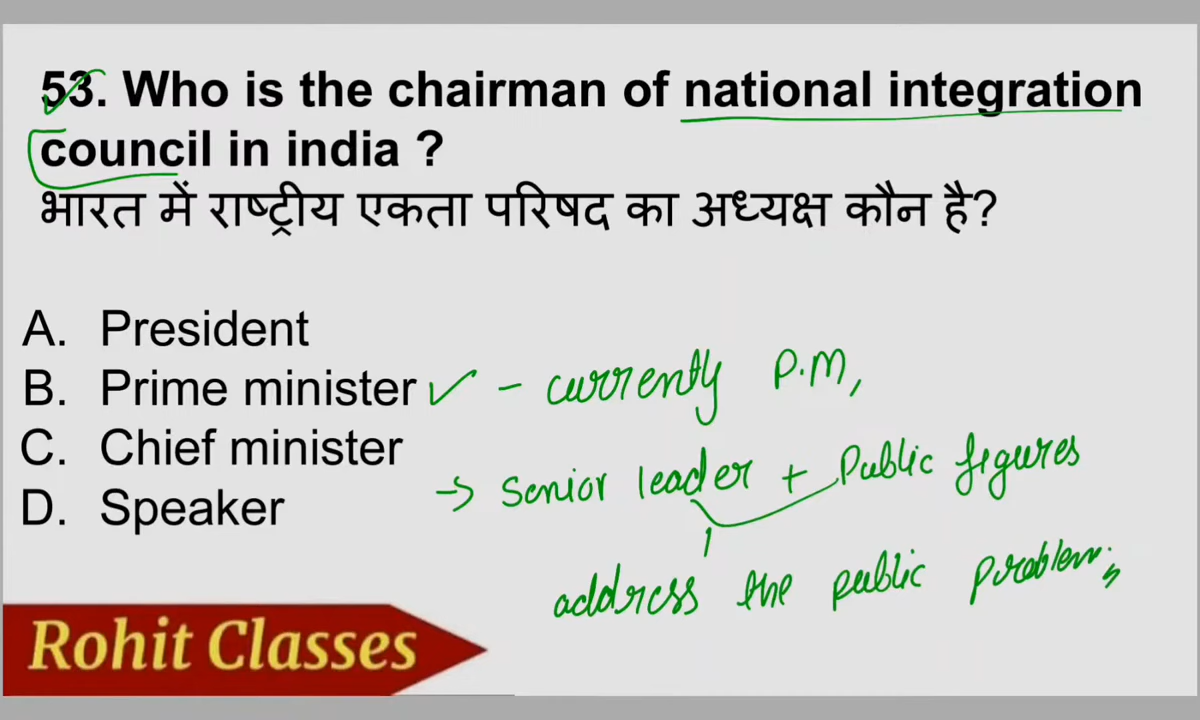 53. Who is the chairman of national integration
council in india ?
भारत में राष्ट्रीय एकता परिषद का अध्यक्ष कौन है?
A. President
B. Prime minister - currently P.M,
C. Chief minister
→ Senior leader + Public figures
D. Speaker
address the public problem;
Rohit Classes